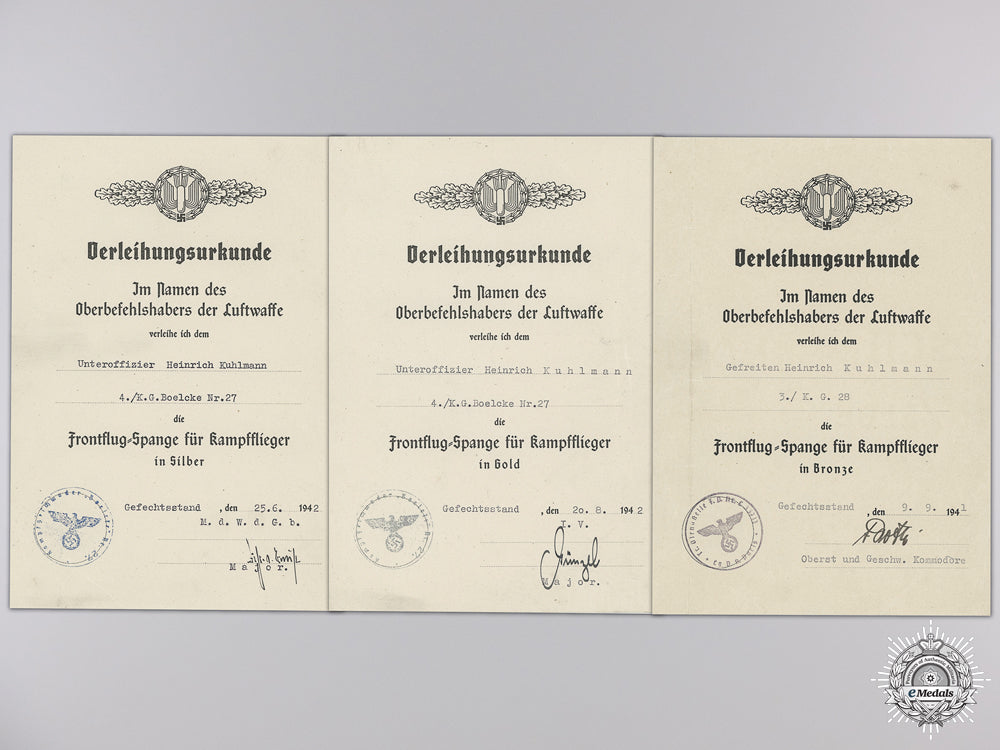 Verleihungsurkunde
Im Namen des
Oberbefehlshabers der Luftwaffe
verleihe ich dem
Unteroffizier Heinrich Kuhlmann
4./K.G.Boelcke Nr.27
die
Frontflug-Spange für Kampfflieger
in Silber
Gefechtsstand , den 25.6. 1942
M. d. W. d. G. b.
Major.
Verleihungsurkunde
Im Namen des
Oberbefehlshabers der Luftwaffe
verleihe ich dem
Unteroffizier Heinrich Kuhlmann
4./K.G.Boelcke Nr.27
die
Frontflug-Spange für Kampfflieger
in Gold
Gefechtsstand , den 2o.8. 1942
I.V.
Major.
Verleihungsurkunde
Im Namen des
Oberbefehlshabers der Luftwaffe
verleihe ich dem
Gefreiten Heinrich Kuhlmann
3./ K. G. 28
die
Frontflug-Spange für Kampfflieger
in Bronze
Gefechtsstand , den 9. 9. 1941
Oberst und Geschw. Kommodore
eMedals